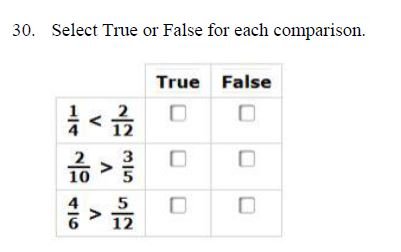 30. Select True or False for each comparison.
True False
1/4 < 2/12
2/10 > 3/5
4/6 > 5/12